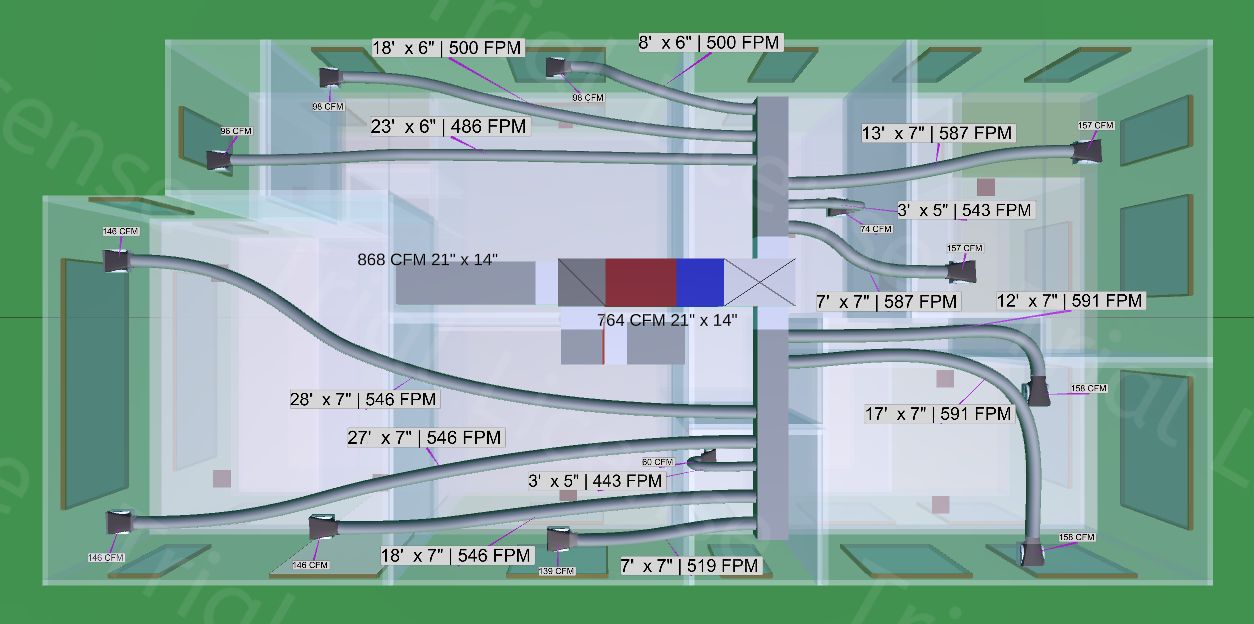 18' x 6" | 500 FPM
8' x 6" | 500 FPM
98 CFM
98 CFM
23' x 6" | 486 FPM
96 CFM
13' x 7" | 587 FPM
157 CFM
3' x 5" | 543 FPM
74 CFM
146 CFM
157 CFM
868 CFM 21" x 14"
7' x 7" | 587 FPM
12' x 7" | 591 FPM
764 CFM 21" x 14"
158 CFM
28' x 7" | 546 FPM
17' x 7" | 591 FPM
27' x 7" | 546 FPM
60 CFM
3' x 5" | 443 FPM
158 CFM
146 CFM
18' x 7" | 546 FPM
146 CFM
139 CFM
7' x 7" | 519 FPM